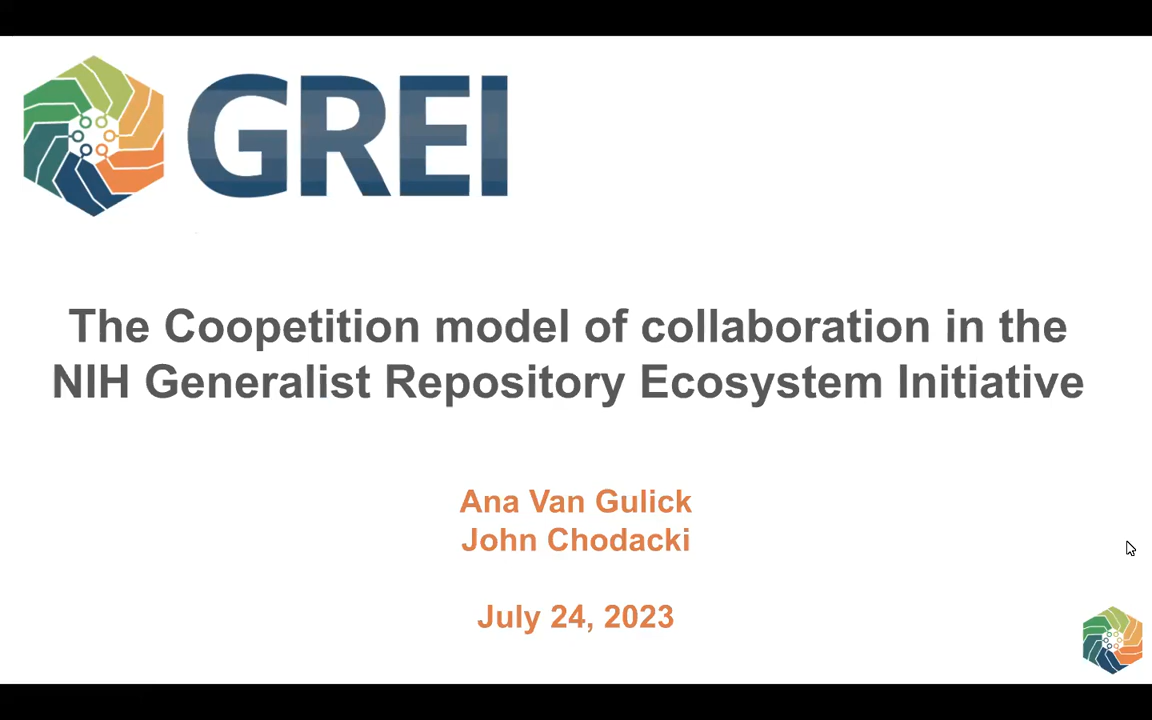 GREI
The Coopetition model of collaboration in the
NIH Generalist Repository Ecosystem Initiative
Ana Van Gulick
John Chodacki
July 24, 2023